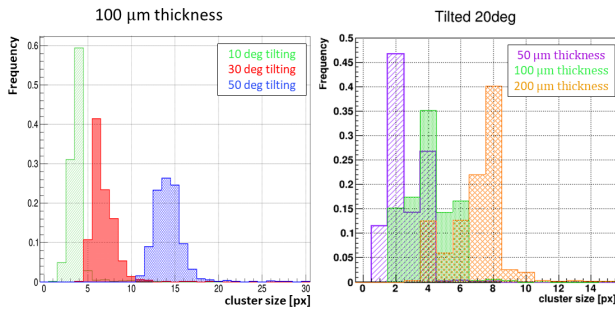 100 μm thickness
Frequency
0.6
0.5
0.4
0.3
0.2
0.1
0
0
5
10
15
20
25
30
cluster size [px]
10 deg tilting
30 deg tilting
50 deg tilting
Tilted 20deg
Frequency
0.5
0.45
0.4
0.35
0.3
0.25
0.2
0.15
0.1
0.05
0
0
2
4
6
8
10
12
14
cluster size [px]
50 μm thickness
100 μm thickness
200 μm thickness